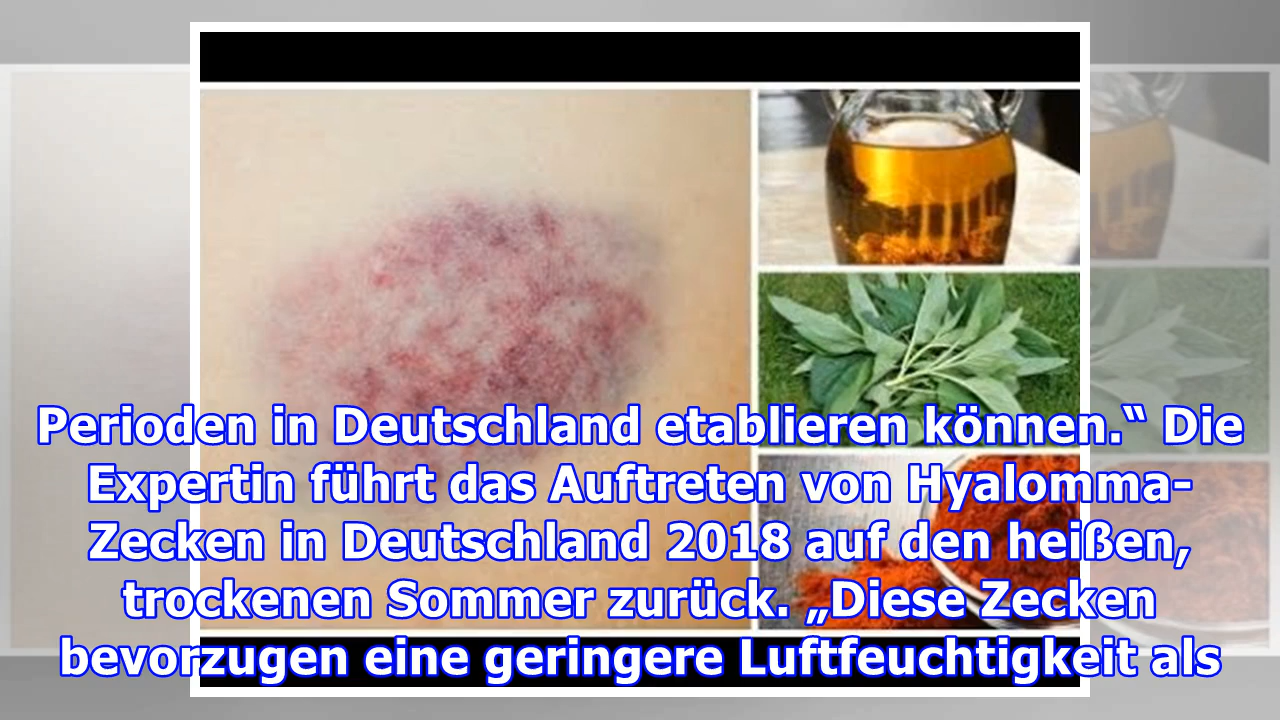 Perioden in Deutschland etablieren können.“ Die
Expertin führt das Auftreten von Hyalomma-
Zecken in Deutschland 2018 auf den heißen,
trockenen Sommer zurück. „Diese Zecken
bevorzugen eine geringere Luftfeuchtigkeit als